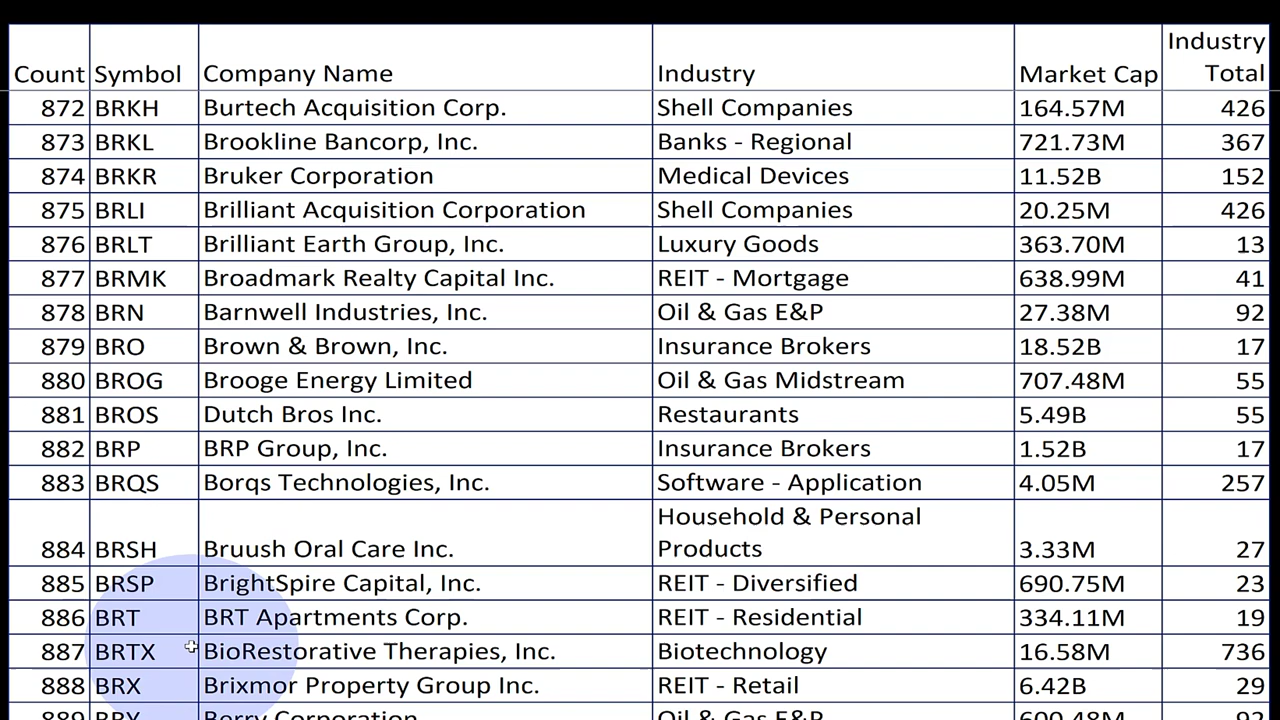 Count Symbol Company Name Industry Market Cap Industry Total
872 BRKH Burtech Acquisition Corp. Shell Companies 164.57M 426
873 BRKL Brookline Bancorp, Inc. Banks - Regional 721.73M 367
874 BRKR Bruker Corporation Medical Devices 11.52B 152
875 BRLI Brilliant Acquisition Corporation Shell Companies 20.25M 426
876 BRLT Brilliant Earth Group, Inc. Luxury Goods 363.70M 13
877 BRMK Broadmark Realty Capital Inc. REIT - Mortgage 638.99M 41
878 BRN Barnwell Industries, Inc. Oil & Gas E&P 27.38M 92
879 BRO Brown & Brown, Inc. Insurance Brokers 18.52B 17
880 BROG Brooge Energy Limited Oil & Gas Midstream 707.48M 55
881 BROS Dutch Bros Inc. Restaurants 5.49B 55
882 BRP BRP Group, Inc. Insurance Brokers 1.52B 17
883 BRQS Borqs Technologies, Inc. Software - Application 4.05M 257
884 BRSH Bruush Oral Care Inc. Household & Personal Products 3.33M 27
885 BRSP BrightSpire Capital, Inc. REIT - Diversified 690.75M 23
886 BRT BRT Apartments Corp. REIT - Residential 334.11M 19
887 BRTX BioRestorative Therapies, Inc. Biotechnology 16.58M 736
888 BRX Brixmor Property Group Inc. REIT - Retail 6.42B 29
889 BRY Berry Corporation Oil & Gas E&P 600.48M 92